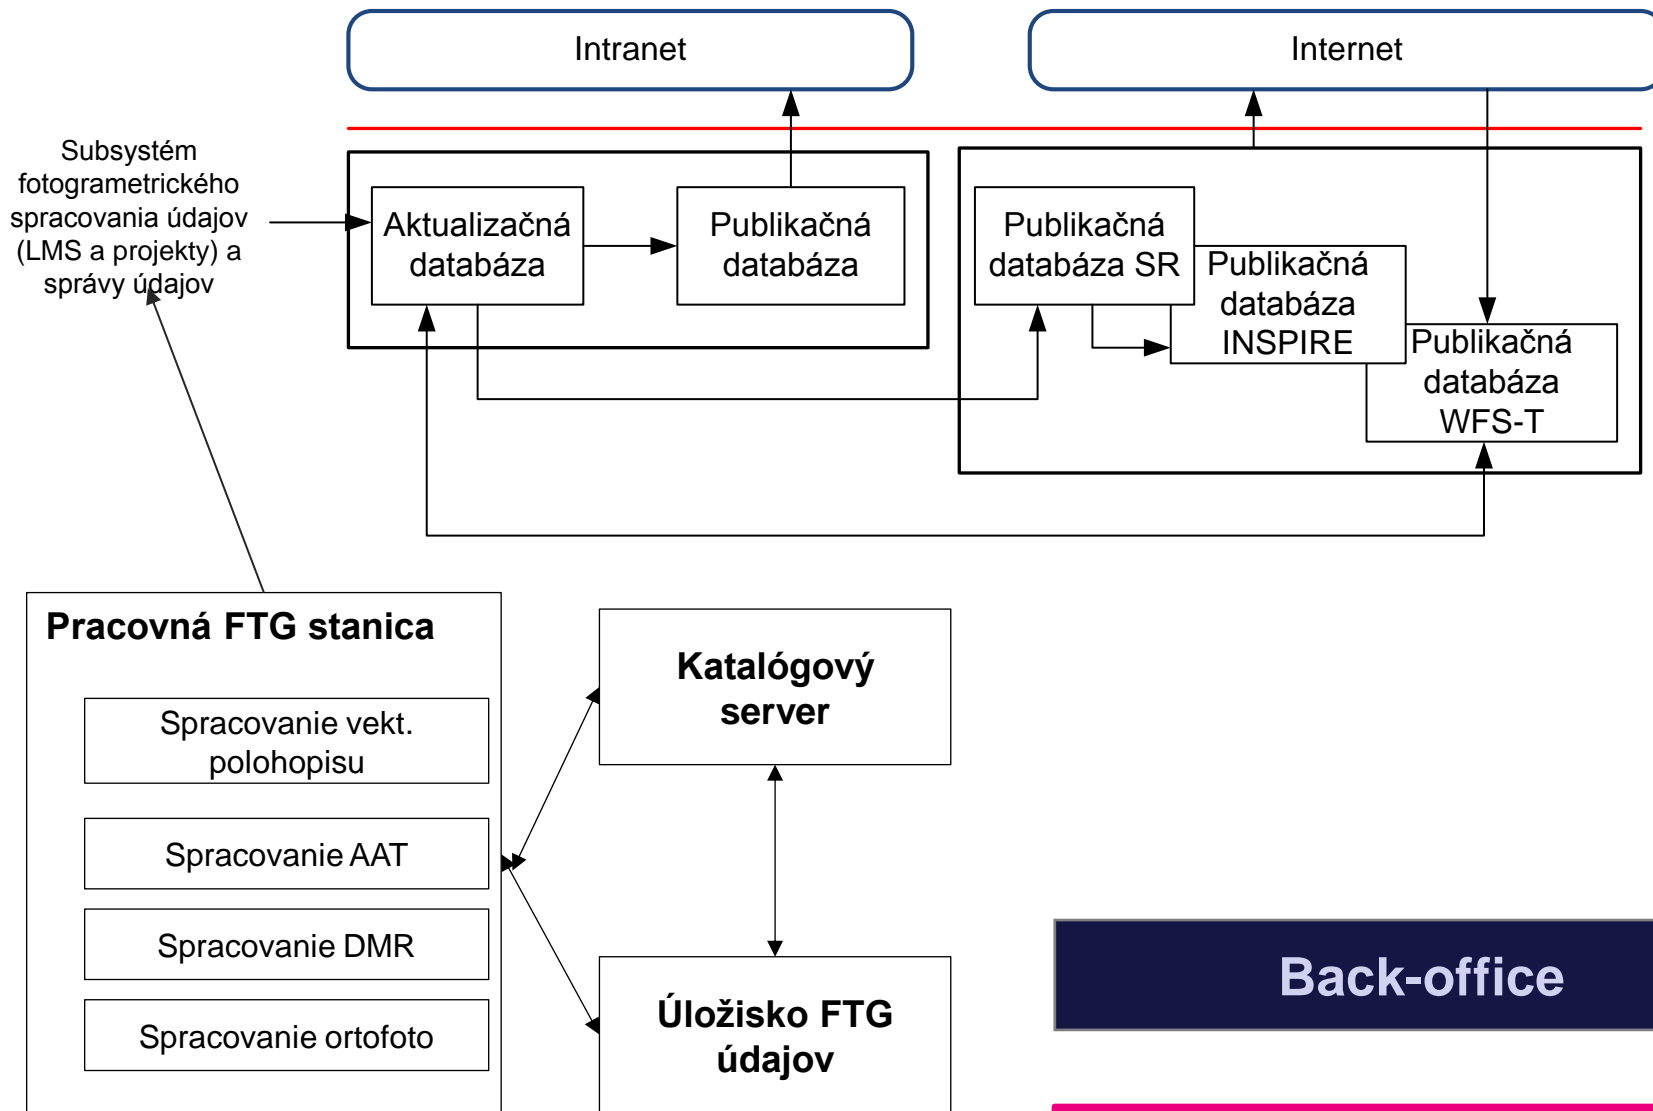 Intranet
Internet
Subsystém
fotogrametrického
spracovania údajov
(LMS a projekty) a
správy údajov
Aktualizačná
databáza
Publikačná
databáza
Publikačná
databáza SR
Publikačná
databáza
INSPIRE
Publikačná
databáza
WFS-T
Pracovná FTG stanica
Spracovanie vekt.
polohopisu
Spracovanie AAT
Spracovanie DMR
Spracovanie ortofoto
Katalógový
server
Úložisko FTG
údajov
Back-office